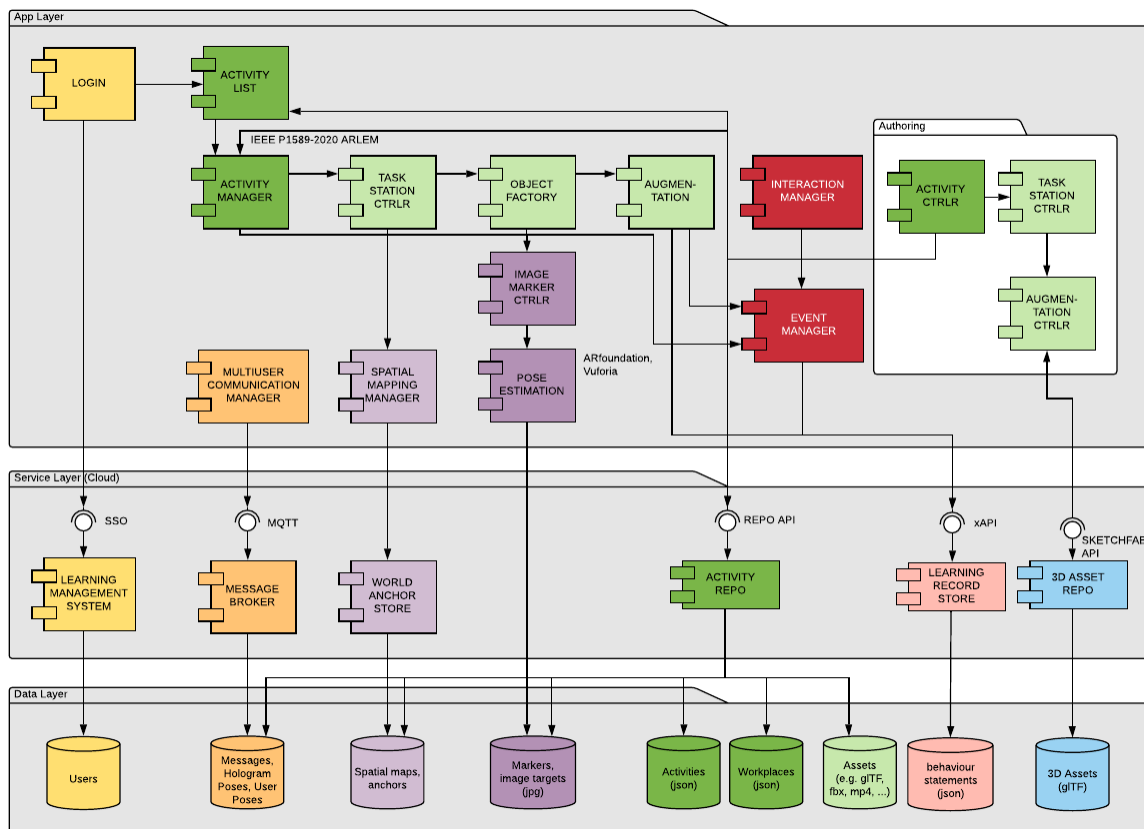 App Layer
LOGIN
ACTIVITY
LIST
IEEE P1589-2020 ARLEM
ACTIVITY
MANAGER
TASK
STATION
CTRLR
OBJECT
FACTORY
AUGMEN-
TATION
INTERACTION
MANAGER
Authoring
ACTIVITY
CTRLR
TASK
STATION
CTRLR
IMAGE
MARKER
CTRLR
EVENT
MANAGER
AUGMEN-
TATION
CTRLR
MULTIUSER
COMMUNICATION
MANAGER
SPATIAL
MAPPING
MANAGER
POSE
ESTIMATION
ARfoundation,
Vuforia
Service Layer (Cloud)
SSO
MQTT
REPO API
xAPI
SKETCHFAB
API
LEARNING
MANAGEMENT
SYSTEM
MESSAGE
BROKER
WORLD
ANCHOR
STORE
ACTIVITY
REPO
LEARNING
RECORD
STORE
3D ASSET
REPO
Data Layer
Users
Messages,
Hologram
Poses, User
Poses
Spatial maps,
anchors
Markers,
image targets
(jpg)
Activities
(json)
Workplaces
(json)
Assets
(e.g. glTF,
fbx, mp4, ...)
behaviour
statements
(json)
3D Assets
(glTF)